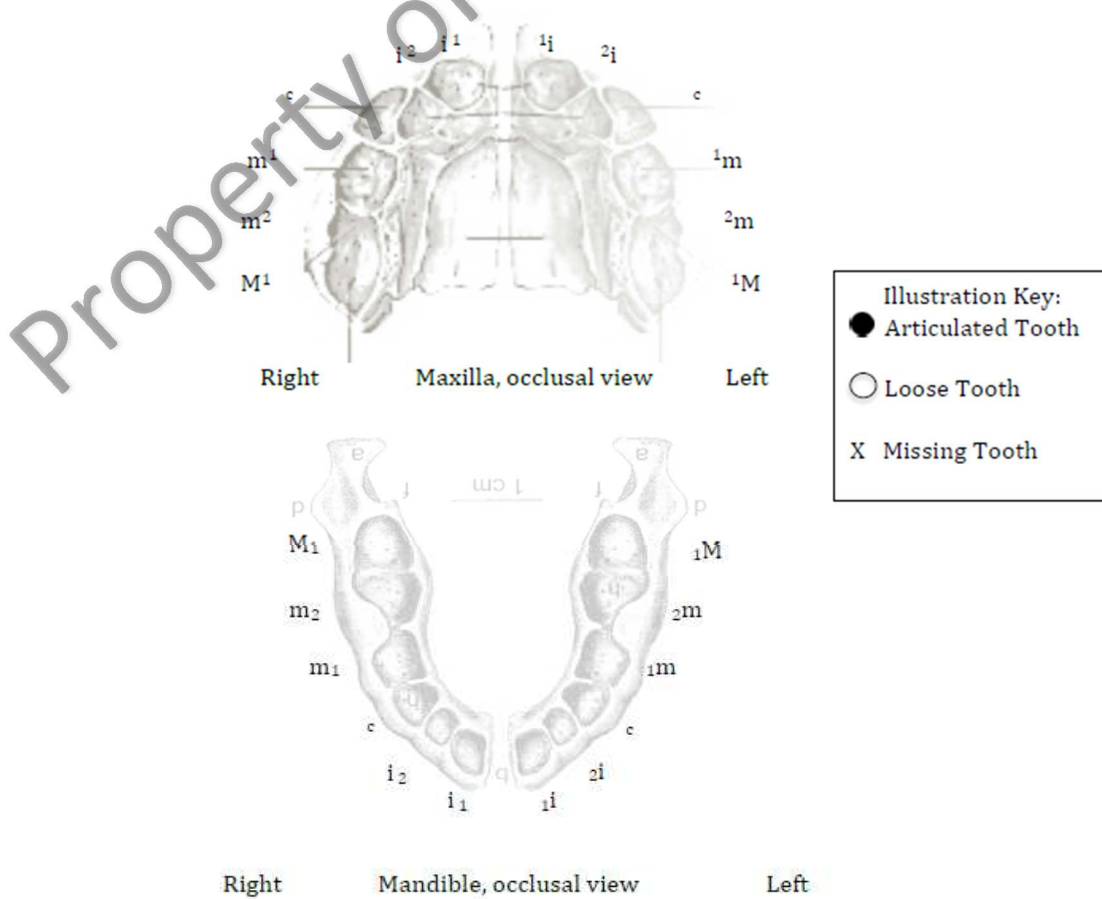 Property of
i² i¹ ¹i ²i
c c
m¹ ¹m
m² ²m
M¹ ¹M
Right Maxilla, occlusal view Left
Illustration Key:
Articulated Tooth
Loose Tooth
X Missing Tooth
a a
d f 1 cm f d
M₁ ₁M
h
m₂ ₂m
m₁ ₁m
h
c c
i₂ b ₂i
i₁ ₁i
Right Mandible, occlusal view Left